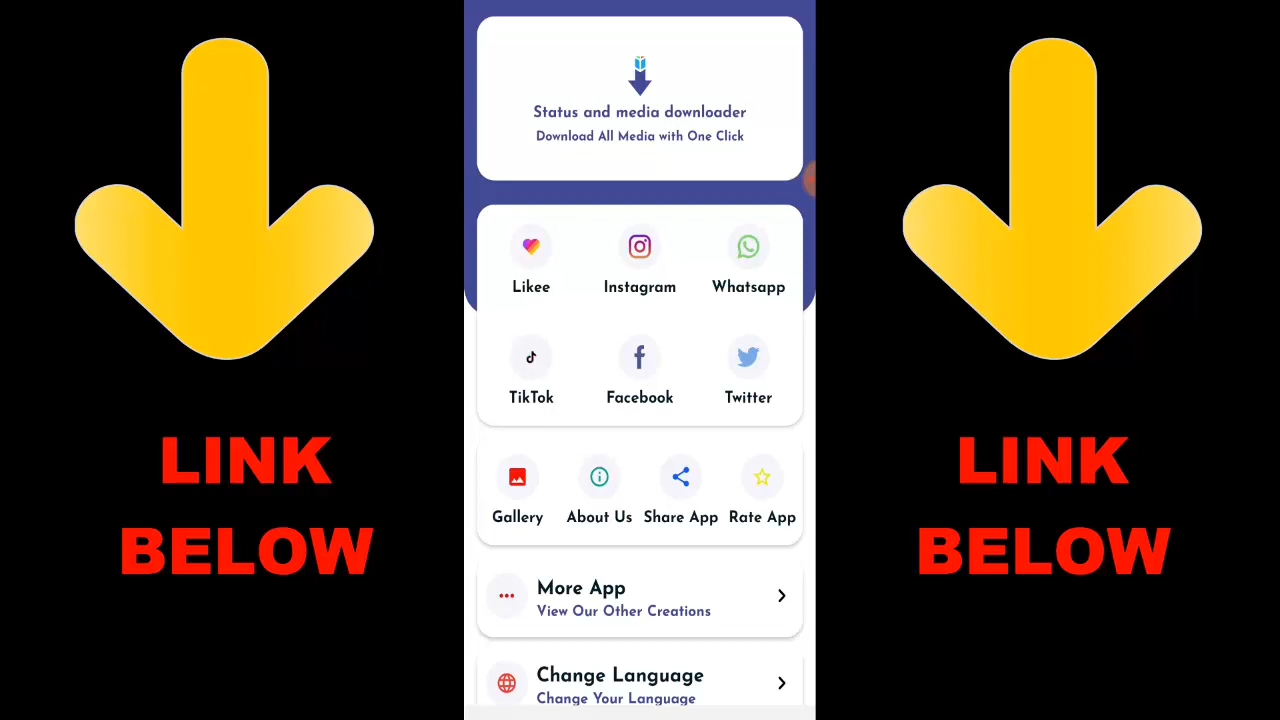 Status and media downloader
Download All Media with One Click
Likee Instagram Whatsapp
TikTok Facebook Twitter
LINK
BELOW
LINK
BELOW
Gallery About Us Share App Rate App
More App
View Our Other Creations
Change Language
Change Your Language